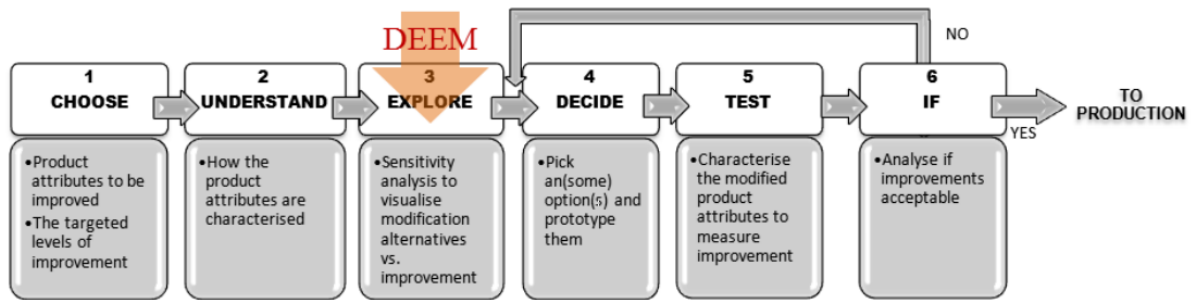 DEEM
NO
1
CHOOSE
2
UNDERSTAND
3
EXPLORE
4
DECIDE
5
TEST
6
IF
YES
TO
PRODUCTION
•Product
attributes to be
improved
•The targeted
levels of
improvement
•How the
product
attributes are
characterised
•Sensitivity
analysis to
visualise
modification
alternatives
vs.
improvement
•Pick
an(some)
option(s) and
prototype
them
•Characterise
the modified
product
attributes to
measure
improvement
•Analyse if
improvements
acceptable